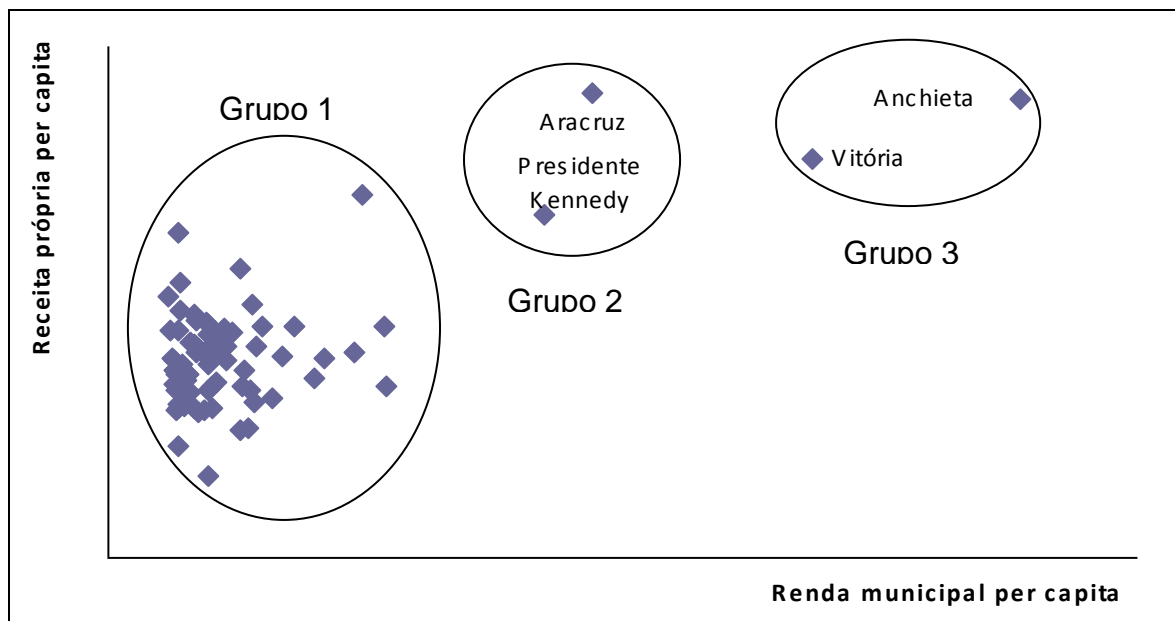 Receita própria per capita
Grupo 1
Aracruz
Presidente
Kennedy
Grupo 2
Anchieta
Vitória
Grupo 3
Renda municipal per capita